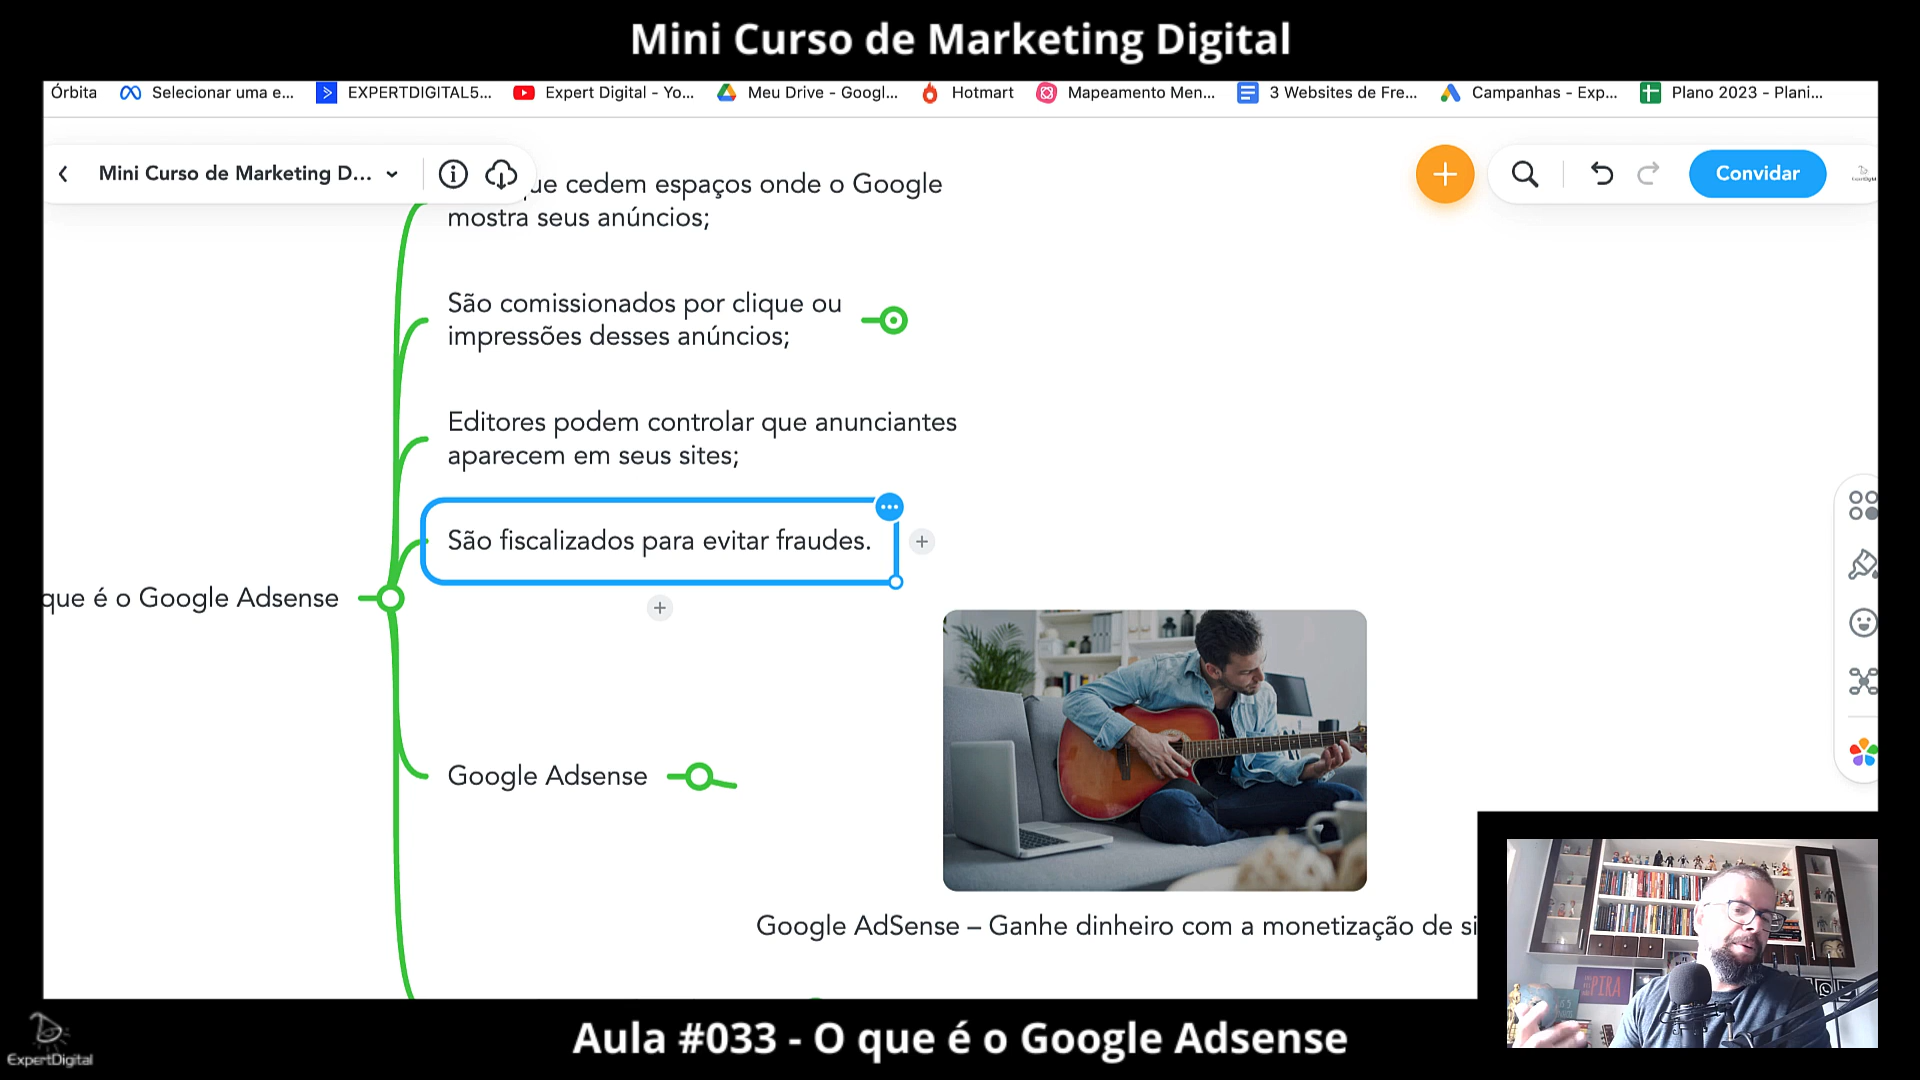 Mini Curso de Marketing Digital
Órbita Selecionar uma e... EXPERTDIGITAL5... Expert Digital - Yo... Meu Drive - Googl... Hotmart Mapeamento Men... 3 Websites de Fre... Campanhas - Exp... Plano 2023 - Plani...
Mini Curso de Marketing D... Convidar
ue cedem espaços onde o Google
mostra seus anúncios;
São comissionados por clique ou
impressões desses anúncios;
Editores podem controlar que anunciantes
aparecem em seus sites;
São fiscalizados para evitar fraudes.
que é o Google Adsense
Google Adsense
Google AdSense – Ganhe dinheiro com a monetização de si
PIRA
Aula #033 - O que é o Google Adsense
ExpertDigital